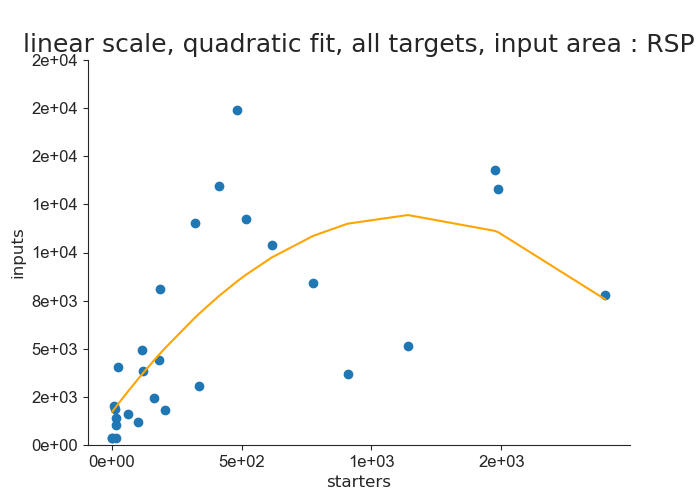 linear scale, quadratic fit, all targets, input area : RSP
2e+04
2e+04
2e+04
1e+04
1e+04
8e+03
5e+03
2e+03
0e+00
inputs
0e+00 5e+02 1e+03 2e+03
starters